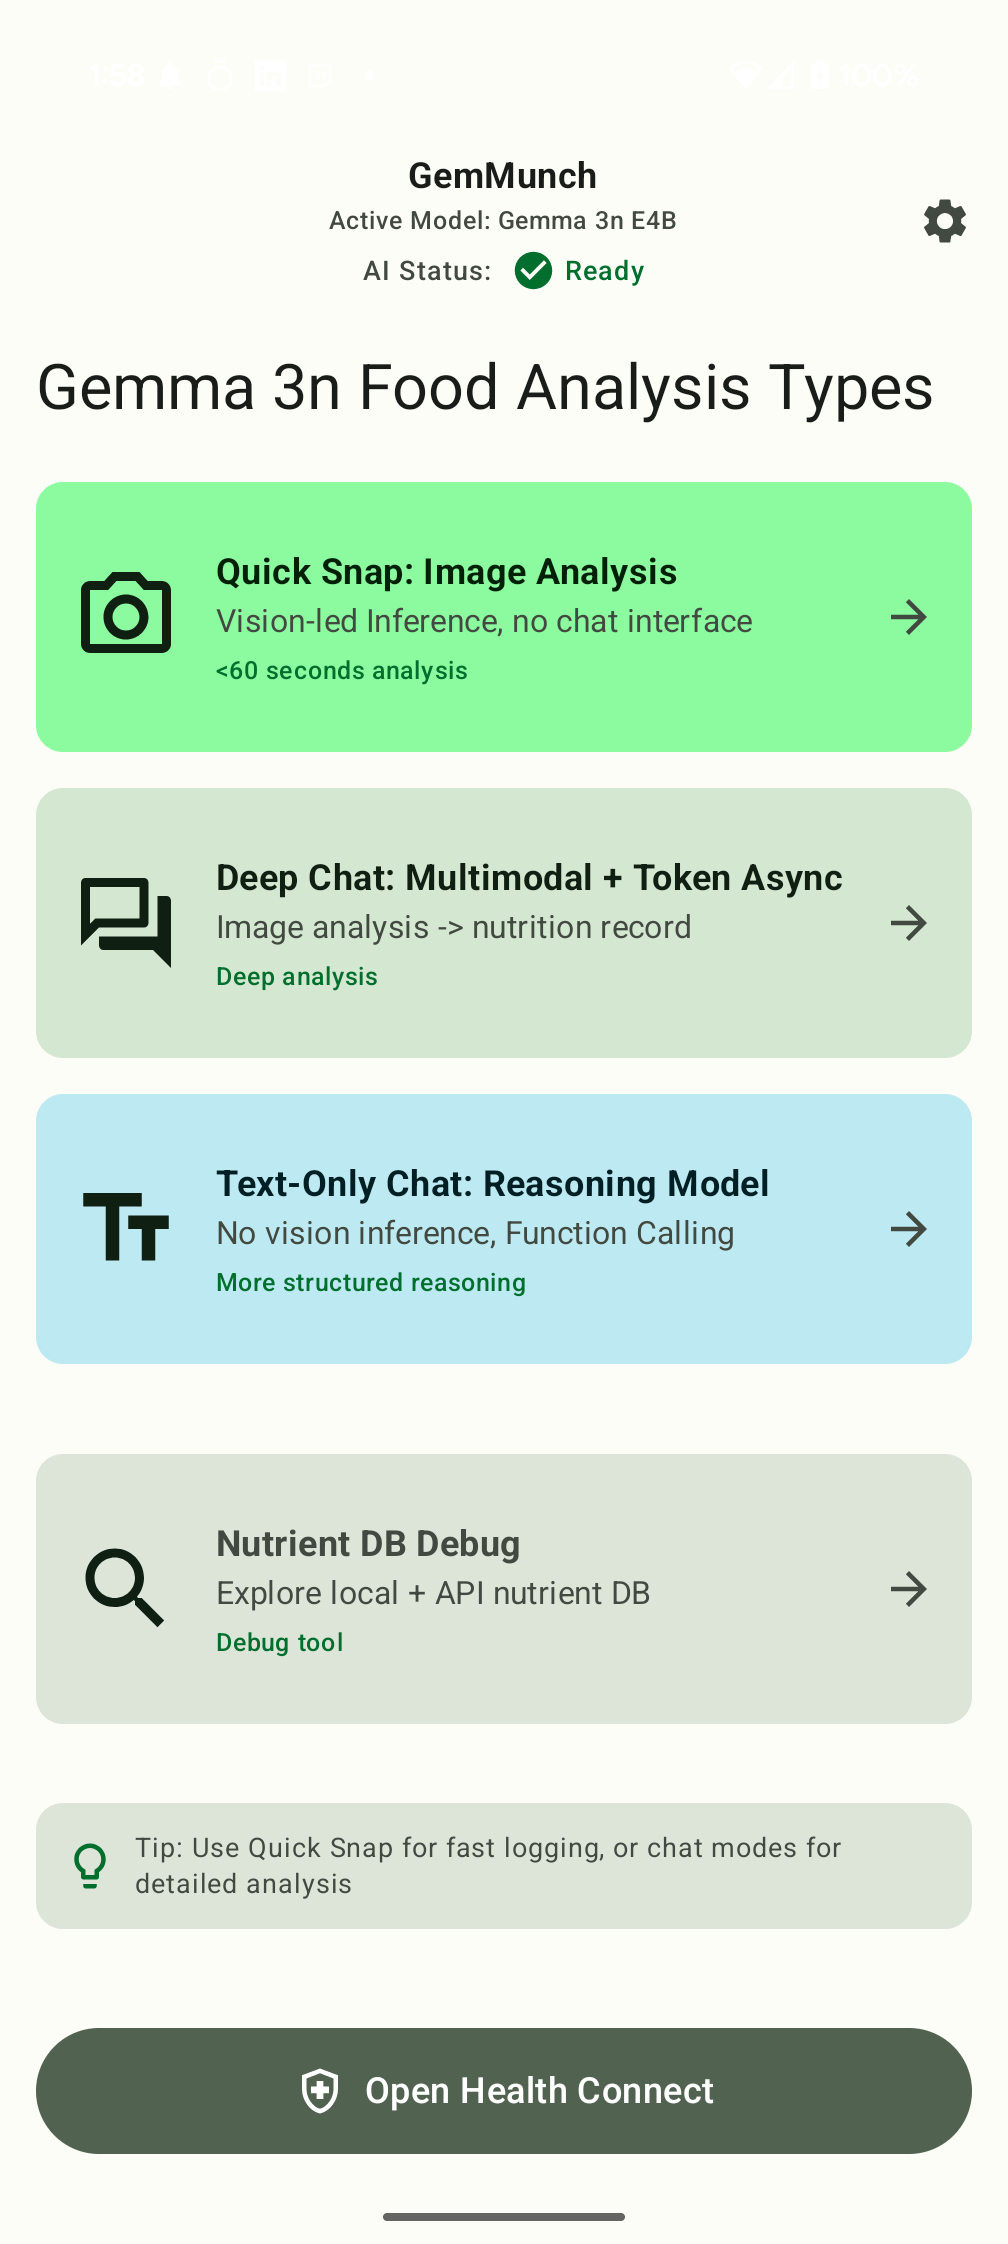 1:58 100%
GemMunch
Active Model: Gemma 3n E4B
AI Status: Ready
Gemma 3n Food Analysis Types
Quick Snap: Image Analysis
Vision-led Inference, no chat interface
<60 seconds analysis
Deep Chat: Multimodal + Token Async
Image analysis -> nutrition record
Deep analysis
Text-Only Chat: Reasoning Model
No vision inference, Function Calling
More structured reasoning
Nutrient DB Debug
Explore local + API nutrient DB
Debug tool
Tip: Use Quick Snap for fast logging, or chat modes for
detailed analysis
Open Health Connect